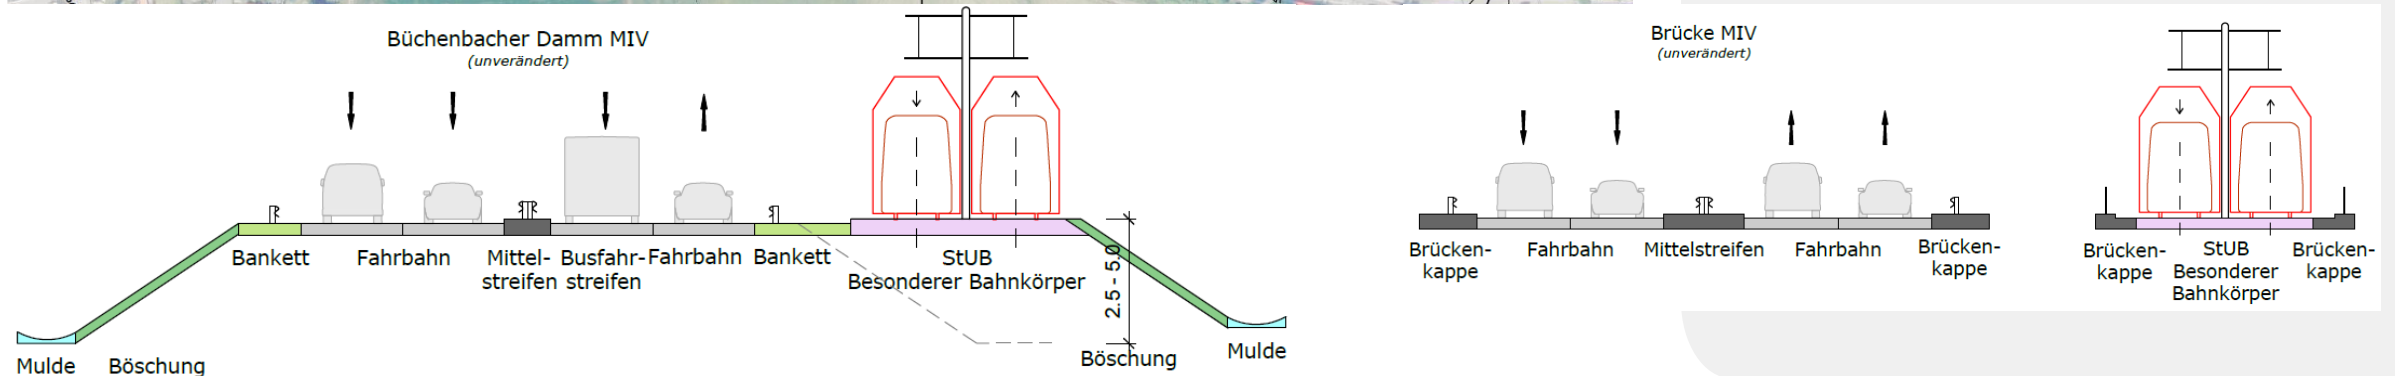 Büchenbacher Damm MIV
(unverändert)
Bankett
Fahrbahn
Mittel-
streifen
Busfahr-
streifen
Fahrbahn
Bankett
StUB
Besonderer Bahnkörper
2.5 - 5.0
Mulde
Böschung
Böschung
Mulde
Brücke MIV
(unverändert)
Brücken-
kappe
Fahrbahn
Mittelstreifen
Fahrbahn
Brücken-
kappe
Brücken-
kappe
StUB
Besonderer
Bahnkörper
Brücken-
kappe